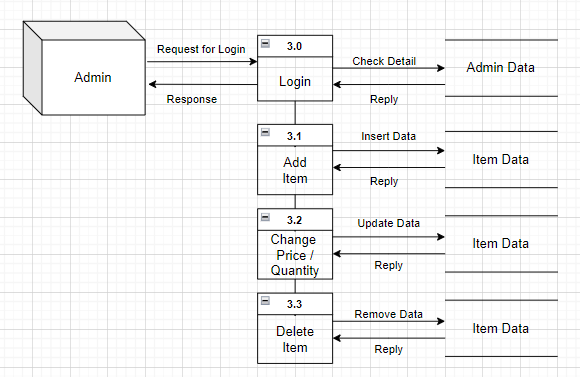 3.0
Request for Login
Check Detail
Admin
Login
Admin Data
Response
Reply
3.1
Insert Data
Add
Item
Item Data
Reply
3.2
Update Data
Change
Price /
Quantity
Item Data
Reply
3.3
Remove Data
Delete
Item
Item Data
Reply